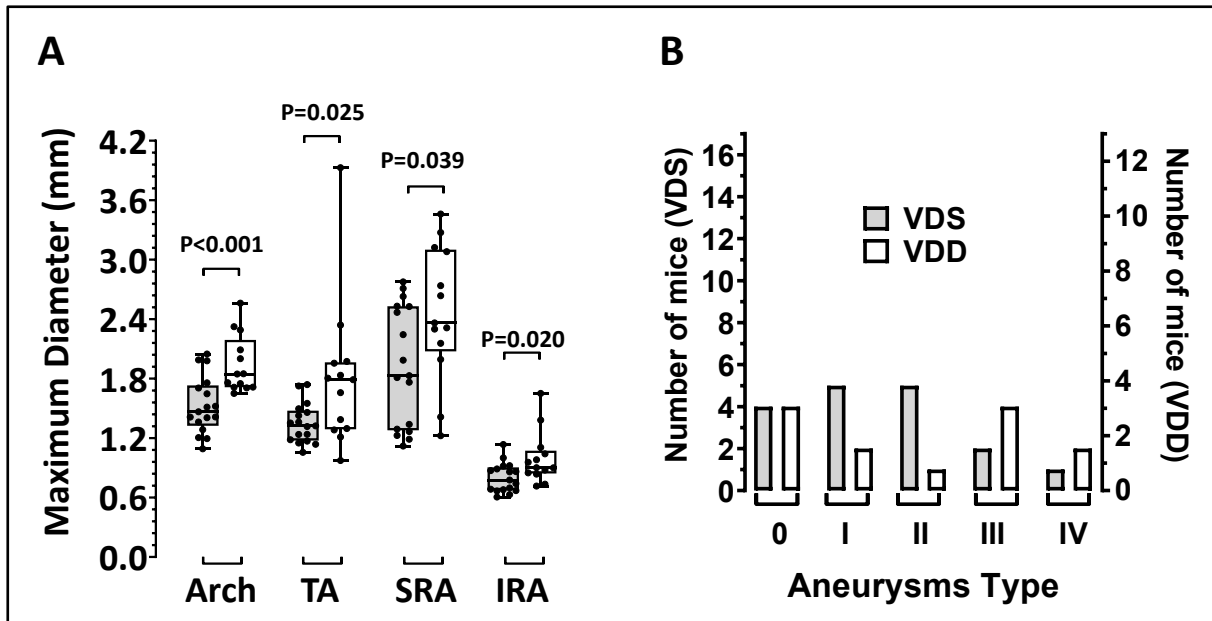 A
Maximum Diameter (mm)
4.2
3.6
3.0
2.4
1.8
1.2
0.6
0.0
P<0.001
P=0.025
P=0.039
P=0.020
Arch TA SRA IRA
B
Number of mice (VDS)
16
14
12
10
8
6
4
2
0
VDS
VDD
12
10
8
6
4
2
0
Number of mice (VDD)
0 I II III IV
Aneurysms Type